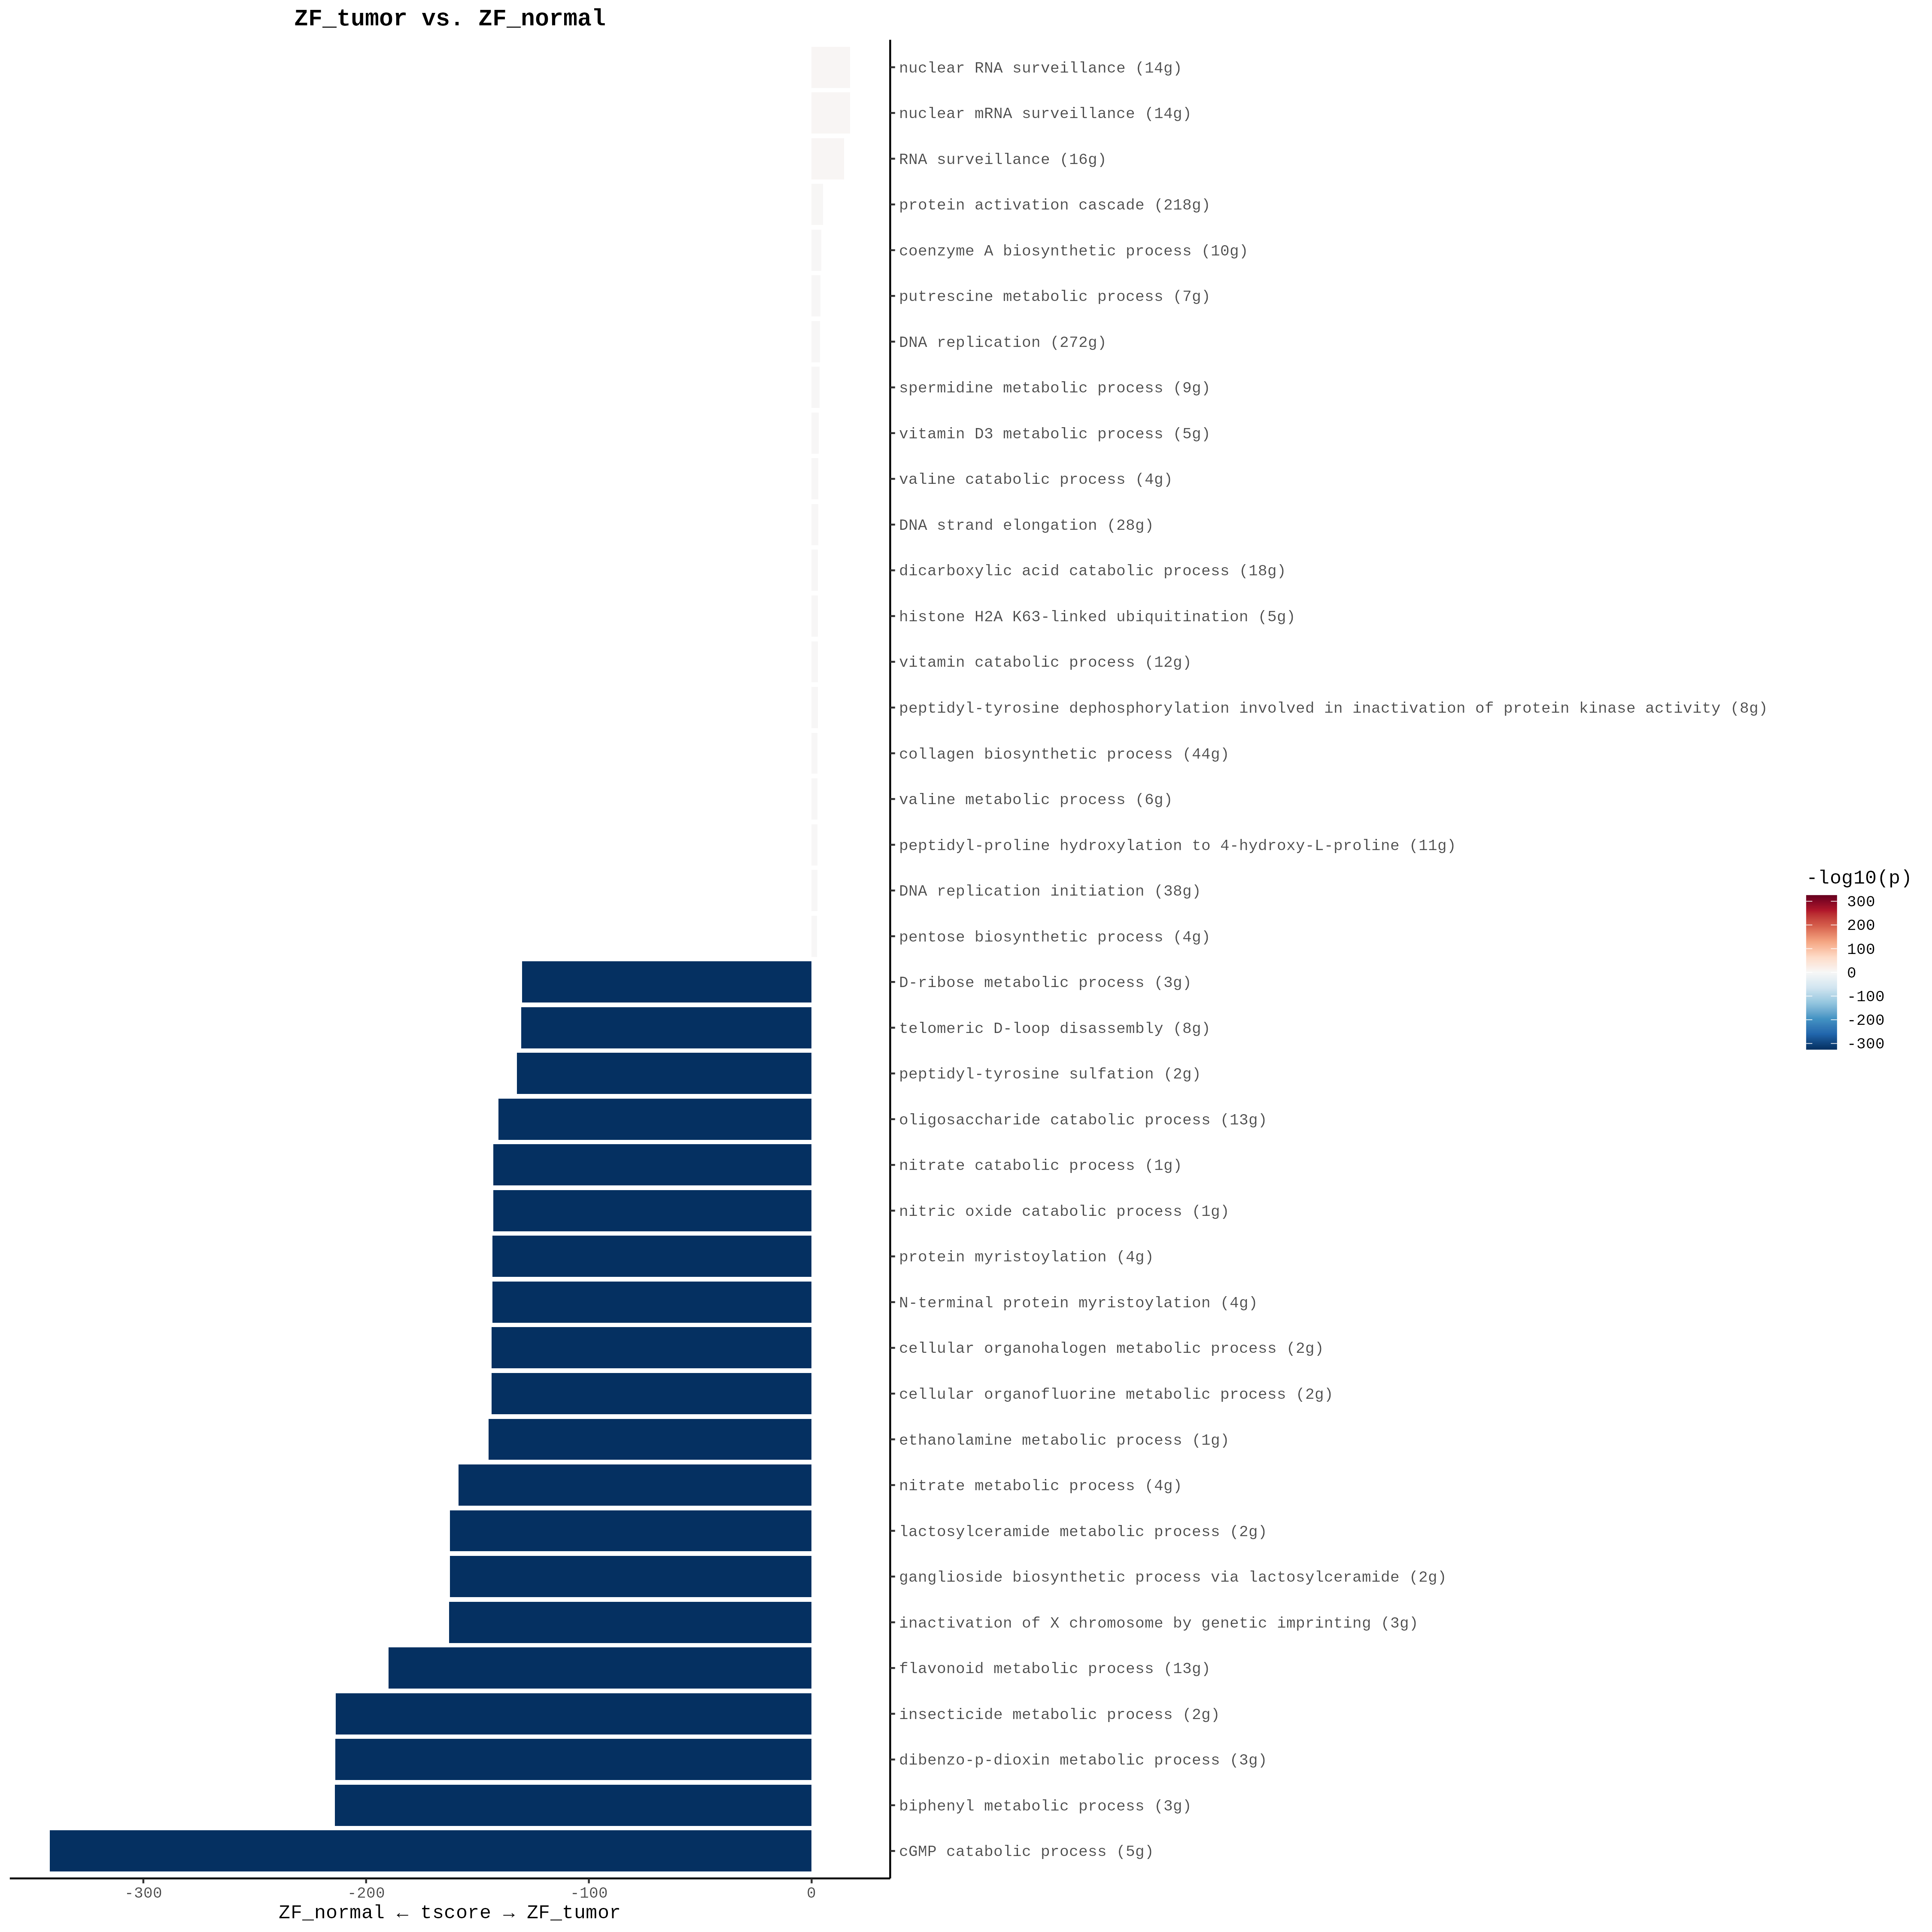 ZF_tumor vs. ZF_normal
nuclear RNA surveillance (14g)
nuclear mRNA surveillance (14g)
RNA surveillance (16g)
protein activation cascade (218g)
coenzyme A biosynthetic process (10g)
putrescine metabolic process (7g)
DNA replication (272g)
spermidine metabolic process (9g)
vitamin D3 metabolic process (5g)
valine catabolic process (4g)
DNA strand elongation (28g)
dicarboxylic acid catabolic process (18g)
histone H2A K63-linked ubiquitination (5g)
vitamin catabolic process (12g)
peptidyl-tyrosine dephosphorylation involved in inactivation of protein kinase activity (8g)
collagen biosynthetic process (44g)
valine metabolic process (6g)
peptidyl-proline hydroxylation to 4-hydroxy-L-proline (11g)
DNA replication initiation (38g)
pentose biosynthetic process (4g)
D-ribose metabolic process (3g)
telomeric D-loop disassembly (8g)
peptidyl-tyrosine sulfation (2g)
oligosaccharide catabolic process (13g)
nitrate catabolic process (1g)
nitric oxide catabolic process (1g)
protein myristoylation (4g)
N-terminal protein myristoylation (4g)
cellular organohalogen metabolic process (2g)
cellular organofluorine metabolic process (2g)
ethanolamine metabolic process (1g)
nitrate metabolic process (4g)
lactosylceramide metabolic process (2g)
ganglioside biosynthetic process via lactosylceramide (2g)
inactivation of X chromosome by genetic imprinting (3g)
flavonoid metabolic process (13g)
insecticide metabolic process (2g)
dibenzo-p-dioxin metabolic process (3g)
biphenyl metabolic process (3g)
cGMP catabolic process (5g)
-300 -200 -100 0
ZF_normal ← tscore → ZF_tumor
-log10(p)
300
200
100
0
-100
-200
-300